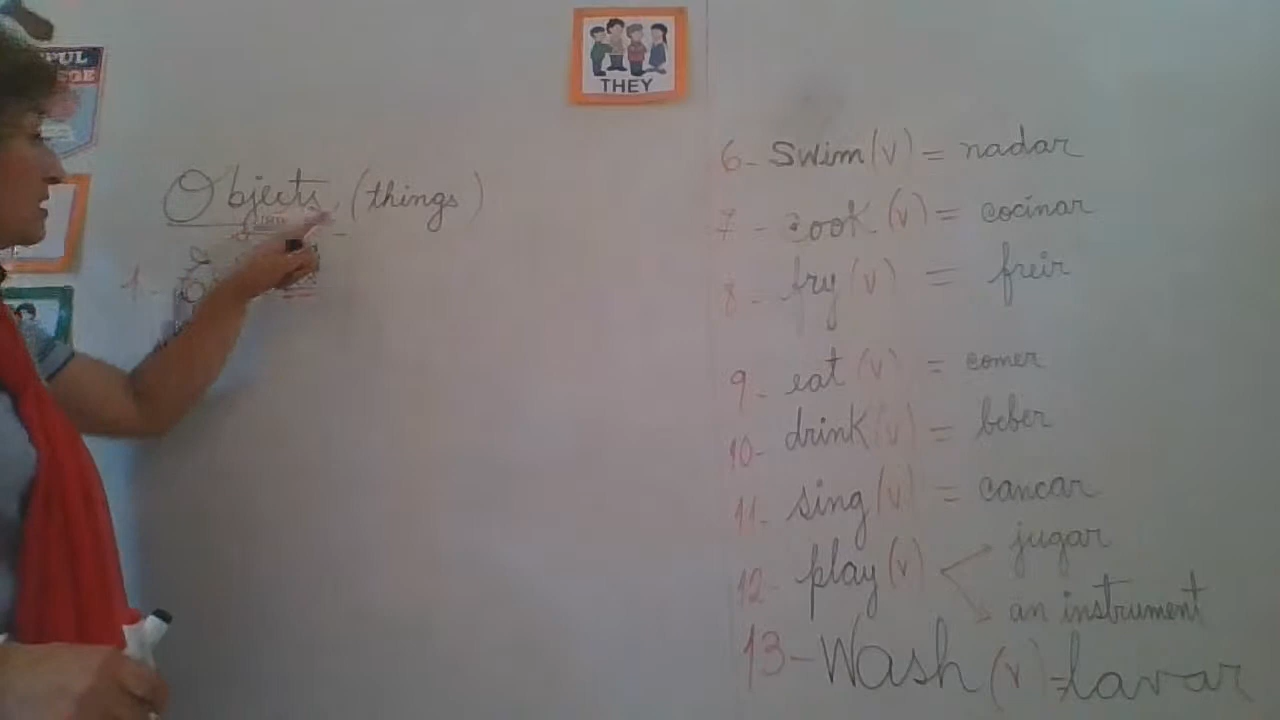 THEY
Objects (things)
1-
6- Swim (v) = nadar
7- cook (v) = cocinar
8- fry (v) = freir
9- eat (v) = comer
10- drink (v) = beber
11- sing (v) = cancar
12- play (v) jugar
an instrument
13- Wash (v) = lavar